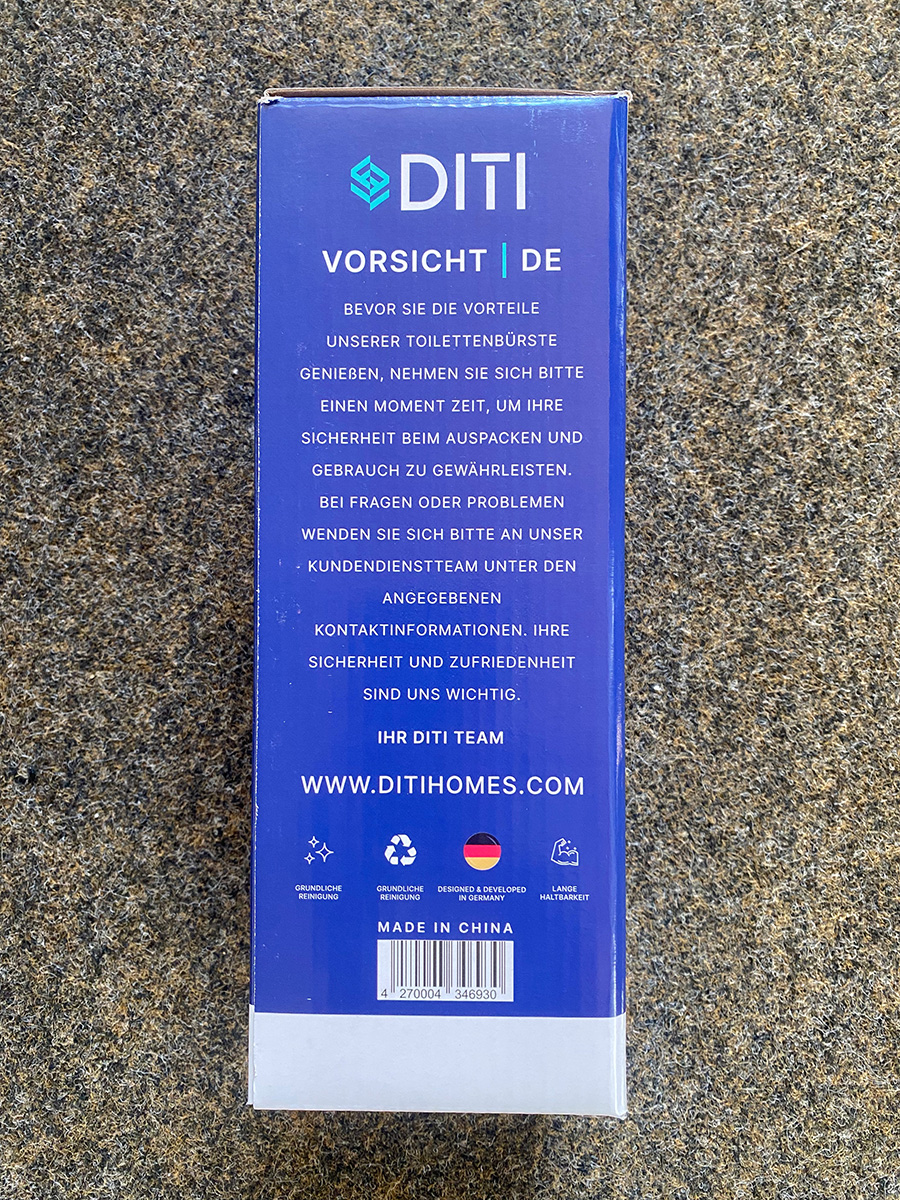 DITI
VORSICHT | DE
BEVOR SIE DIE VORTEILE
UNSERER TOILETTENBÜRSTE
GENIEßEN, NEHMEN SIE SICH BITTE
EINEN MOMENT ZEIT, UM IHRE
SICHERHEIT BEIM AUSPACKEN UND
GEBRAUCH ZU GEWÄHRLEISTEN.
BEI FRAGEN ODER PROBLEMEN
WENDEN SIE SICH BITTE AN UNSER
KUNDENDIENSTTEAM UNTER DEN
ANGEGEBENEN
KONTAKTINFORMATIONEN. IHRE
SICHERHEIT UND ZUFRIEDENHEIT
SIND UNS WICHTIG.
IHR DITI TEAM
WWW.DITIHOMES.COM
GRUNDLICHE
REINIGUNG
GRUNDLICHE
REINIGUNG
DESIGNED & DEVELOPED
IN GERMANY
LANGE
HALTBARKEIT
MADE IN CHINA
4 270004 346930